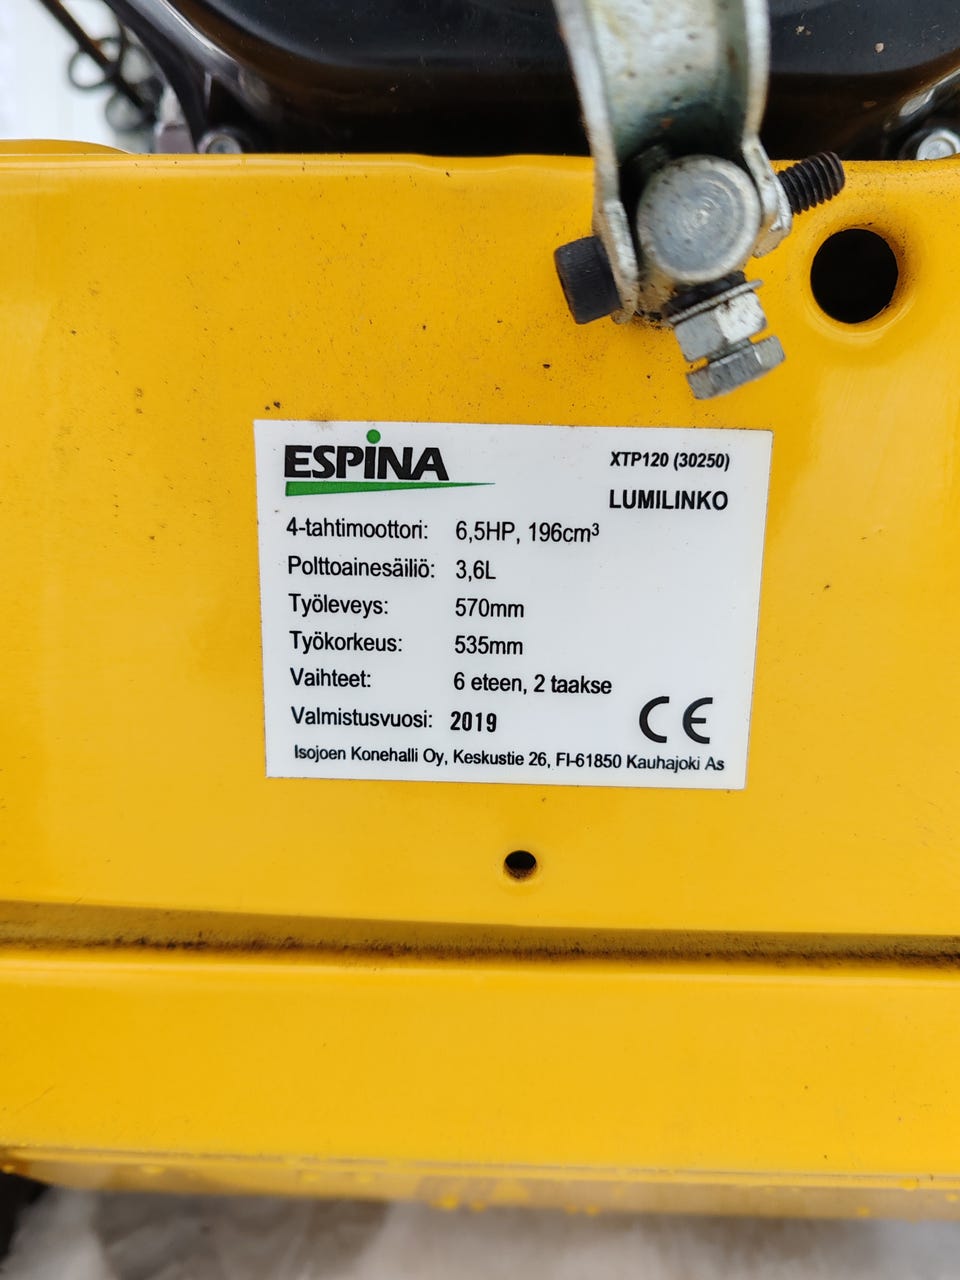 ESPINA
XTP120 (30250)
LUMILINKO
4-tahtimoottori: 6,5HP, 196cm³
Polttoainesäiliö: 3,6L
Työleveys: 570mm
Työkorkeus: 535mm
Vaihteet: 6 eteen, 2 taakse
Valmistusvuosi: 2019
CE
Isojoen Konehalli Oy, Keskustie 26, FI-61850 Kauhajoki As